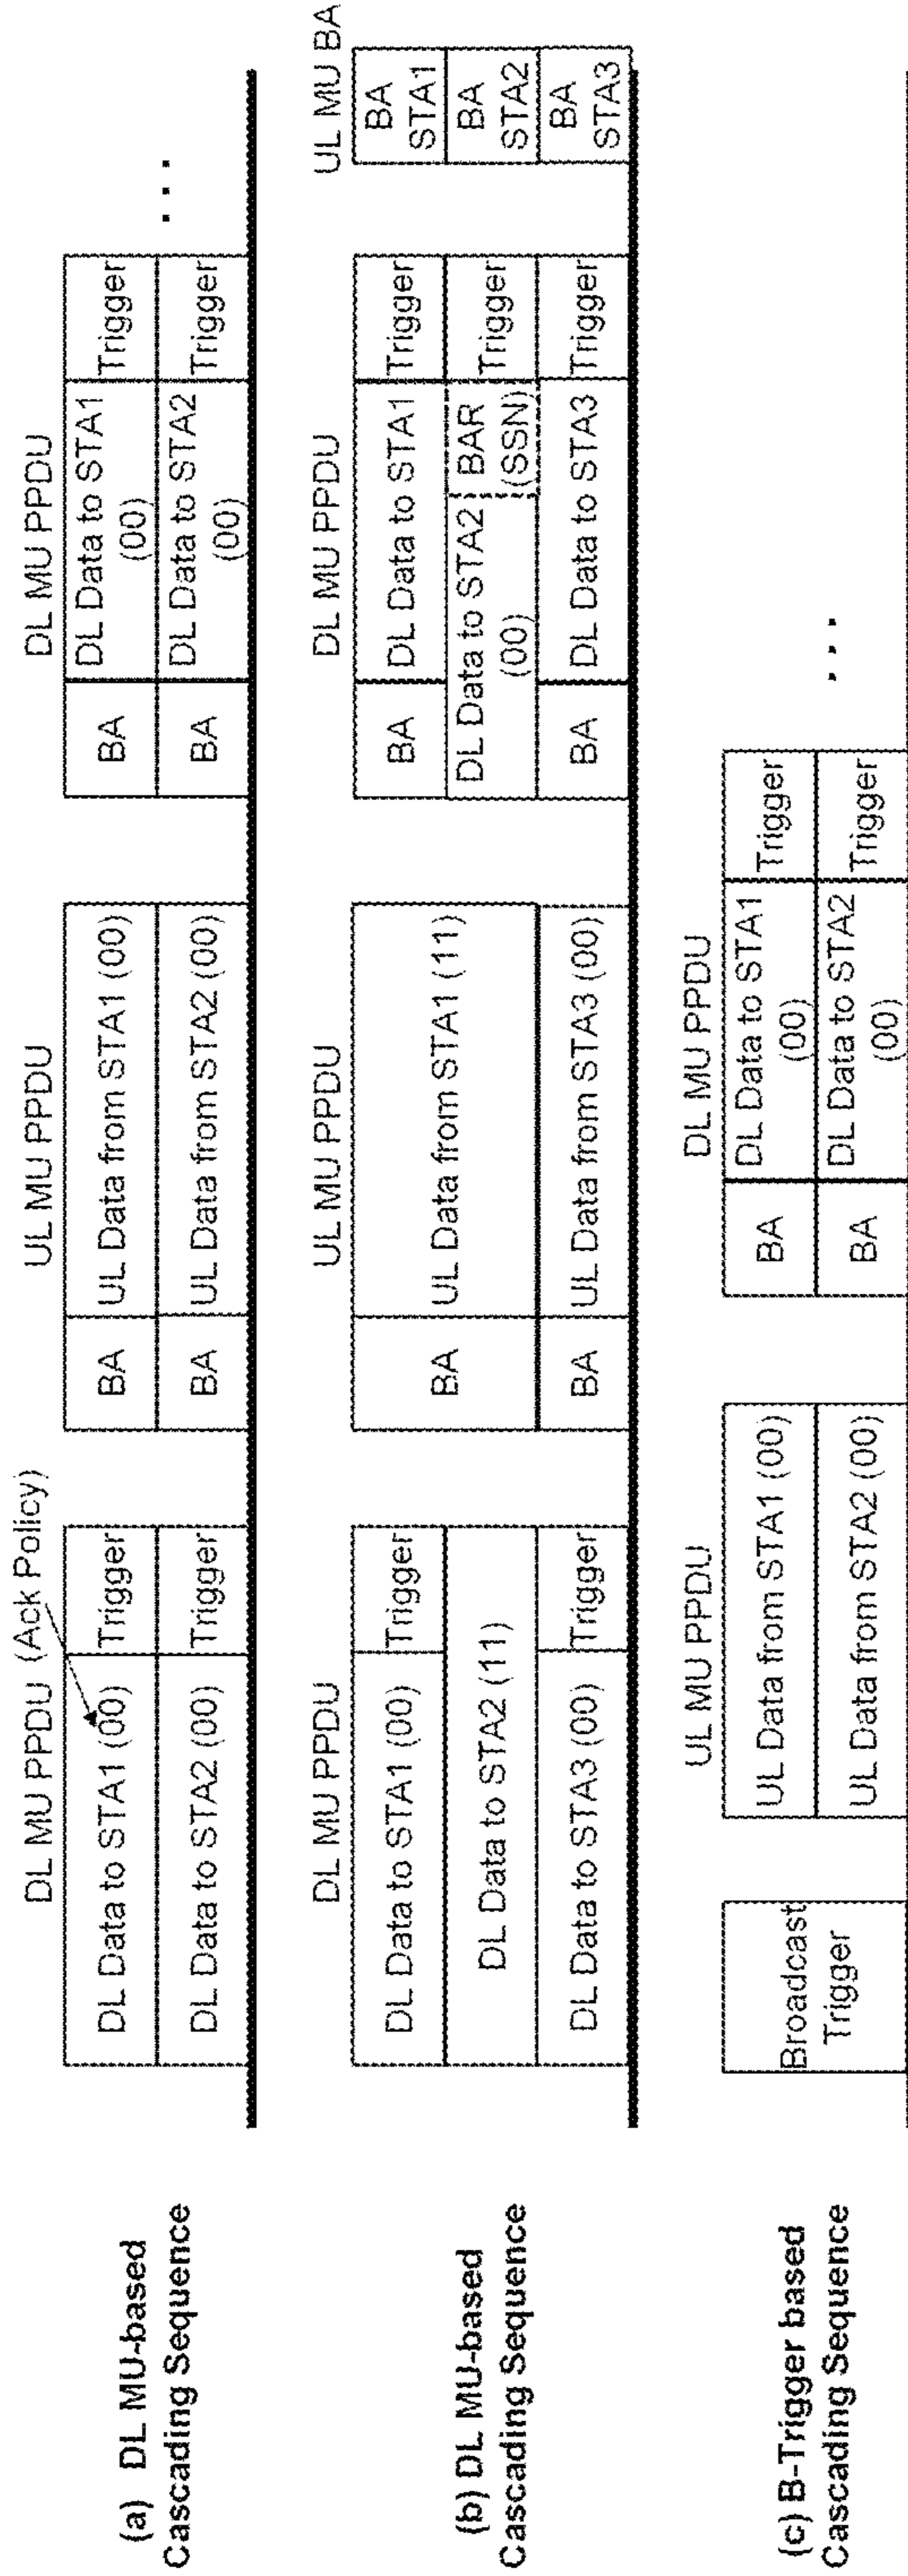 (a) DL MU-based
Cascading Sequence
DL MU PPDU (Ack Policy)
DL Data to STA1 (00)
Trigger
DL Data to STA2 (00)
Trigger
UL MU PPDU
BA
UL Data from STA1 (00)
BA
UL Data from STA2 (00)
DL MU PPDU
BA
DL Data to STA1
(00)
Trigger
BA
DL Data to STA2
(00)
Trigger
...
(b) DL MU-based
Cascading Sequence
DL MU PPDU
DL Data to STA1 (00)
Trigger
DL Data to STA2 (11)
DL Data to STA3 (00)
Trigger
UL MU PPDU
BA
UL Data from STA1 (11)
BA
UL Data from STA3 (00)
DL MU PPDU
BA
DL Data to STA1
Trigger
DL Data to STA2
(00)
BAR
(SSN)
Trigger
BA
DL Data to STA3
Trigger
UL MU BA
BA
STA1
BA
STA2
BA
STA3
(c) B-Trigger based
Cascading Sequence
Broadcast
Trigger
UL MU PPDU
UL Data from STA1 (00)
UL Data from STA2 (00)
DL MU PPDU
BA
DL Data to STA1
(00)
Trigger
BA
DL Data to STA2
(00)
Trigger
...